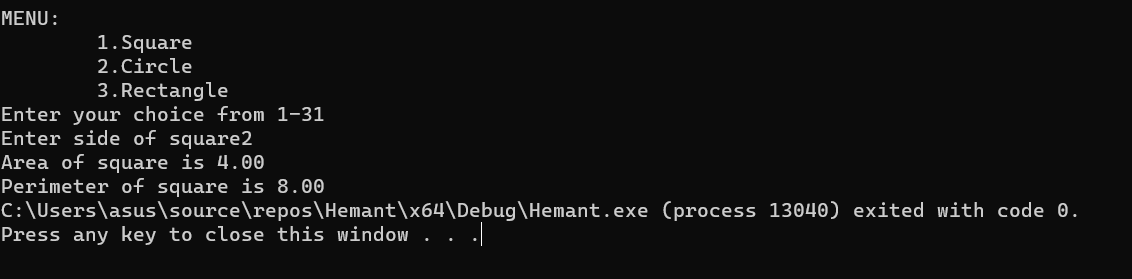 MENU:
1.Square
2.Circle
3.Rectangle
Enter your choice from 1-31
Enter side of square2
Area of square is 4.00
Perimeter of square is 8.00
C:\Users\asus\source\repos\Hemant\x64\Debug\Hemant.exe (process 13040) exited with code 0.
Press any key to close this window . . .